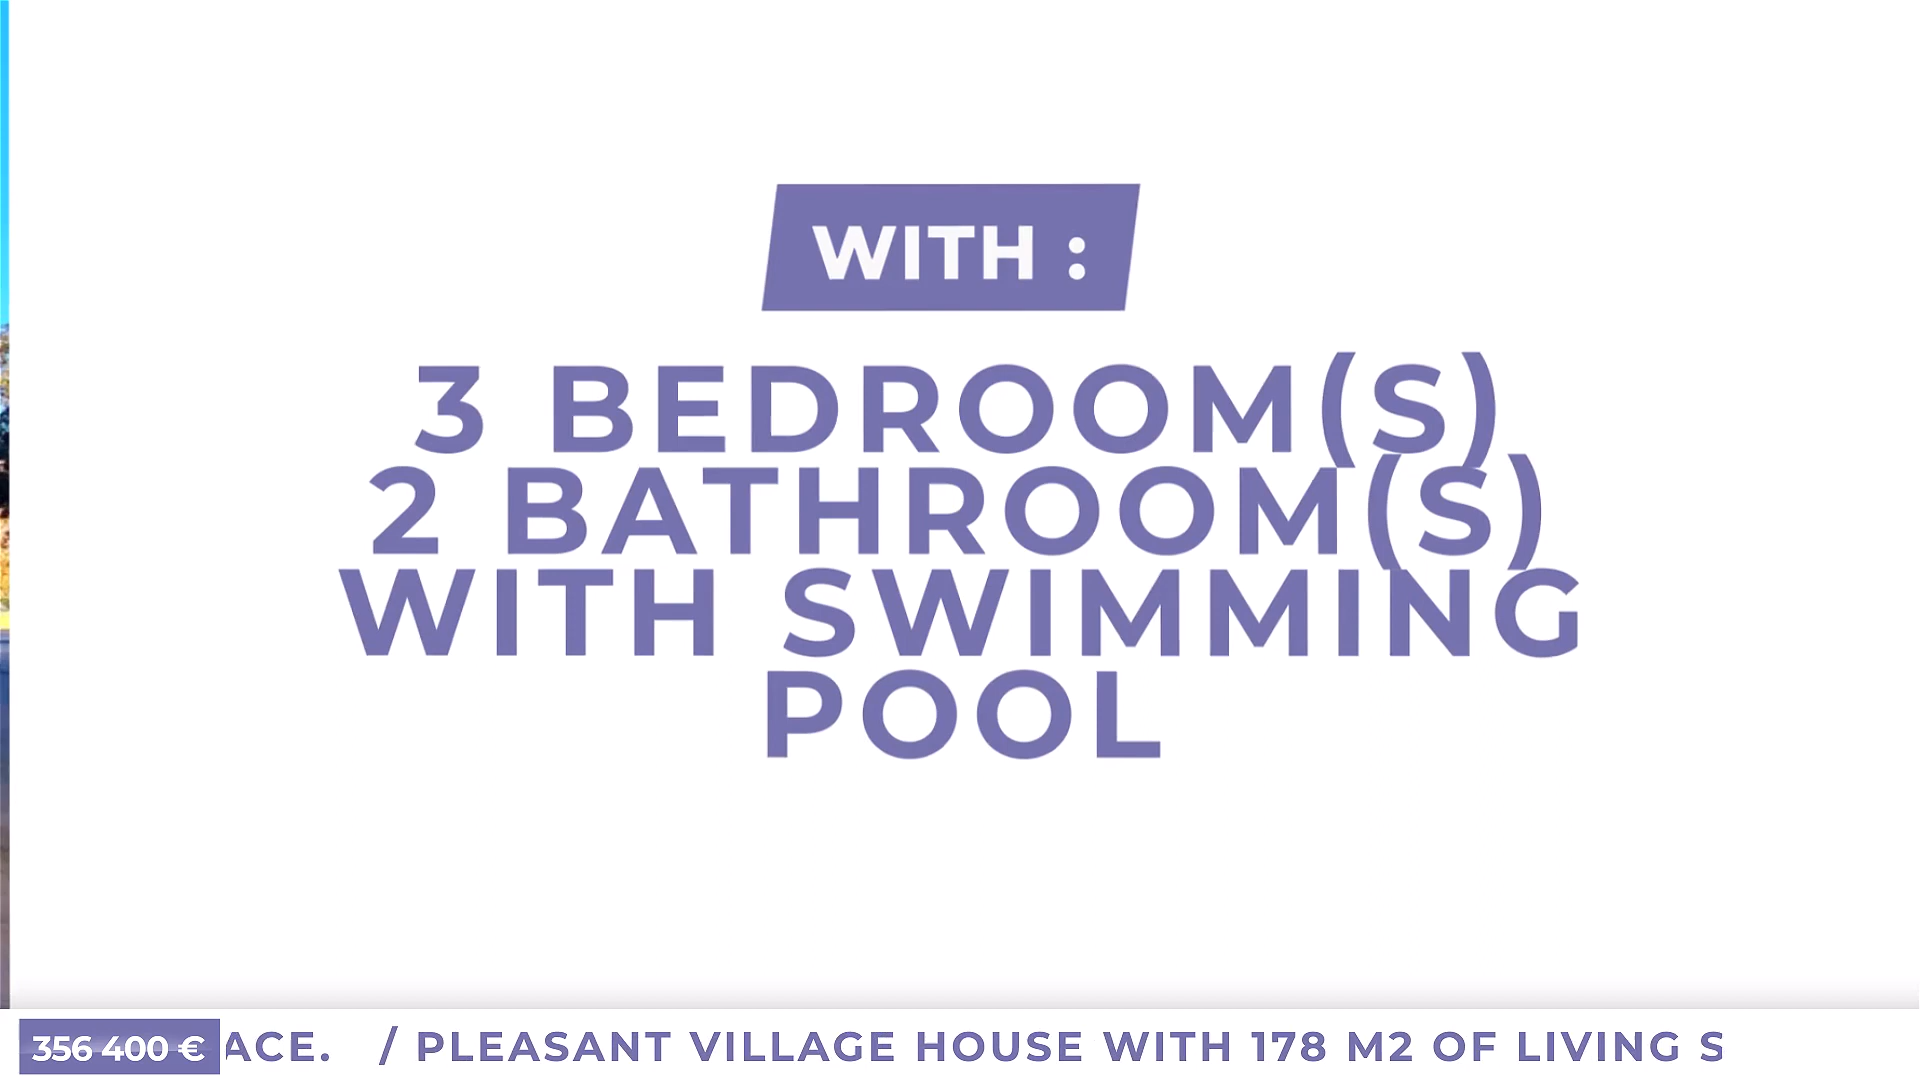 WITH :
3 BEDROOM(S)
2 BATHROOM(S)
WITH SWIMMING
POOL
356 400 € ACE. / PLEASANT VILLAGE HOUSE WITH 178 M2 OF LIVING S